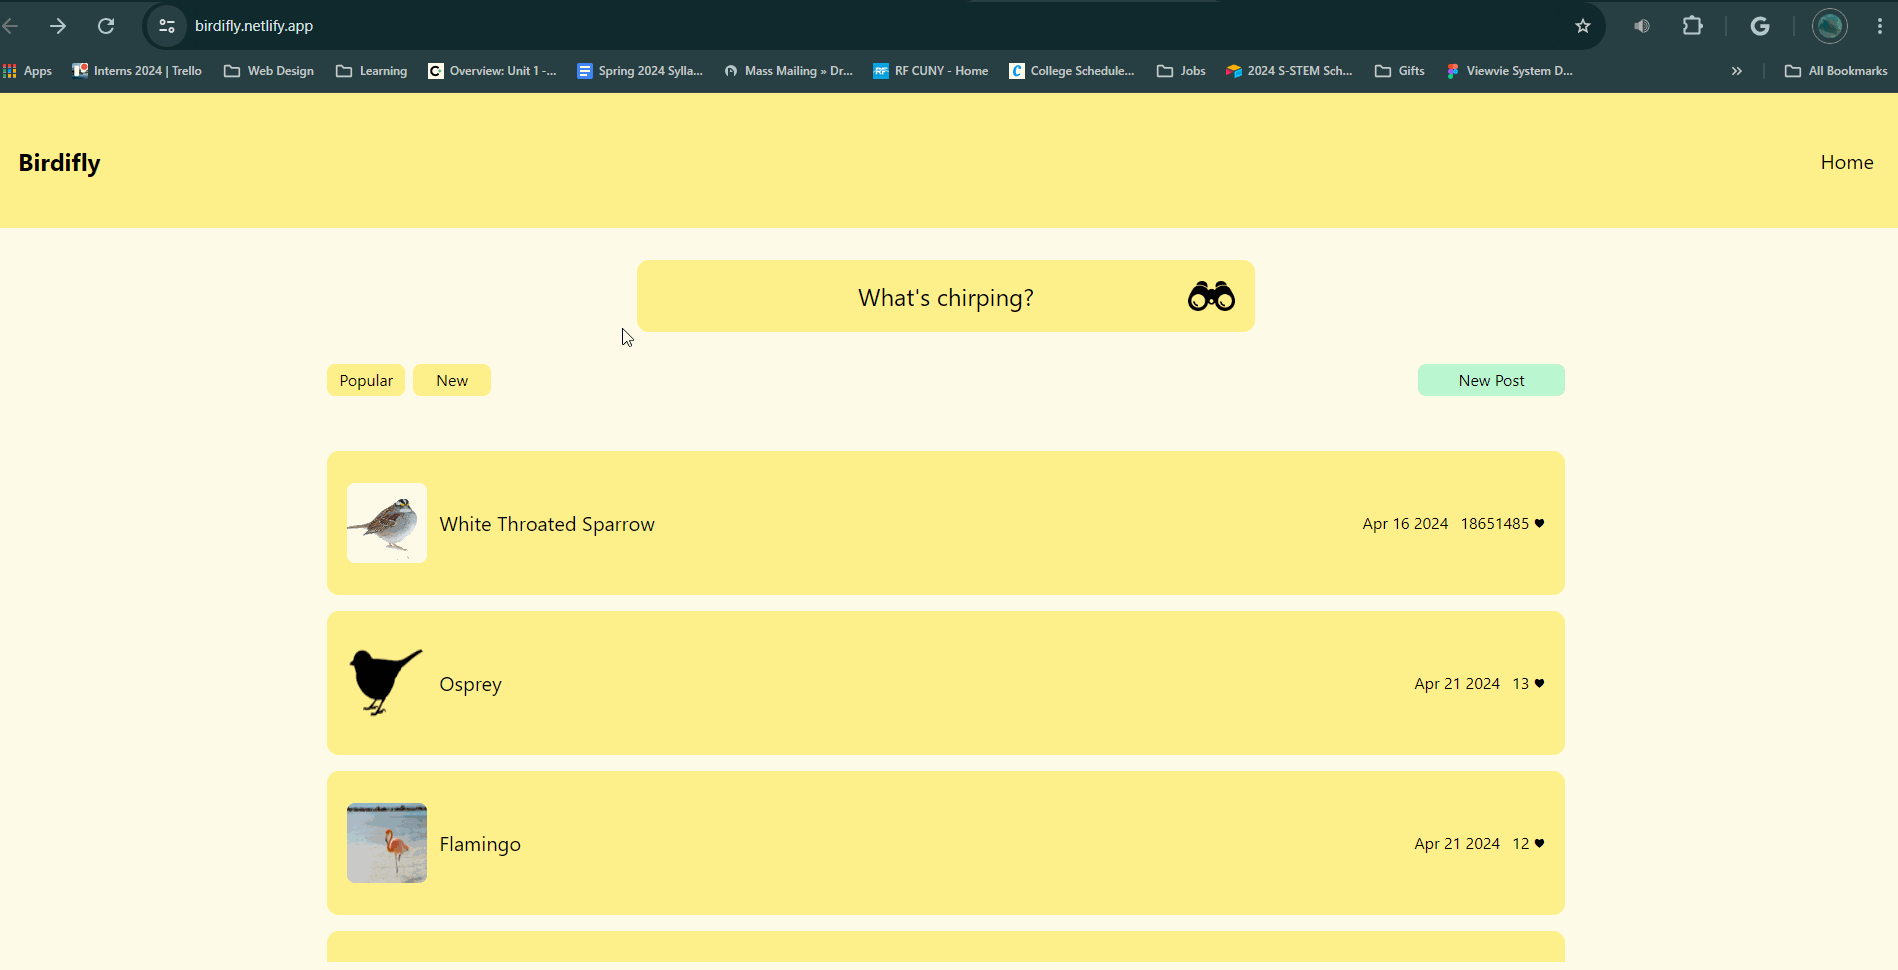 birdifly.netlify.app
Apps
Interns 2024 | Trello
Web Design
Learning
Overview: Unit 1 -...
Spring 2024 Sylla...
Mass Mailing » Dr...
RF RF CUNY - Home
College Schedule...
Jobs
2024 S-STEM Sch...
Gifts
Viewvie System D...
»
All Bookmarks
Birdifly
Home
What's chirping?
Popular
New
New Post
White Throated Sparrow
Apr 16 2024 18651485
Osprey
Apr 21 2024 13
Flamingo
Apr 21 2024 12